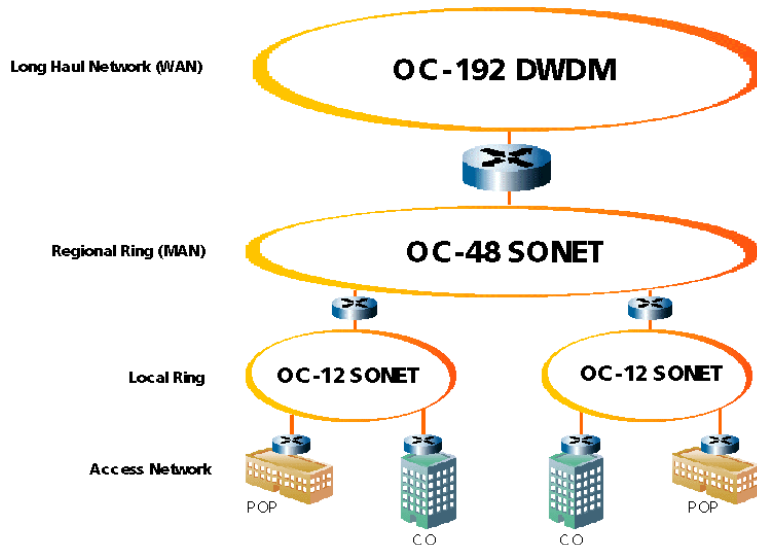 Long Haul Network (WAN)
OC-192 DWDM
Regional Ring (MAN)
OC-48 SONET
Local Ring
OC-12 SONET
OC-12 SONET
Access Network
POP
CO
CO
POP